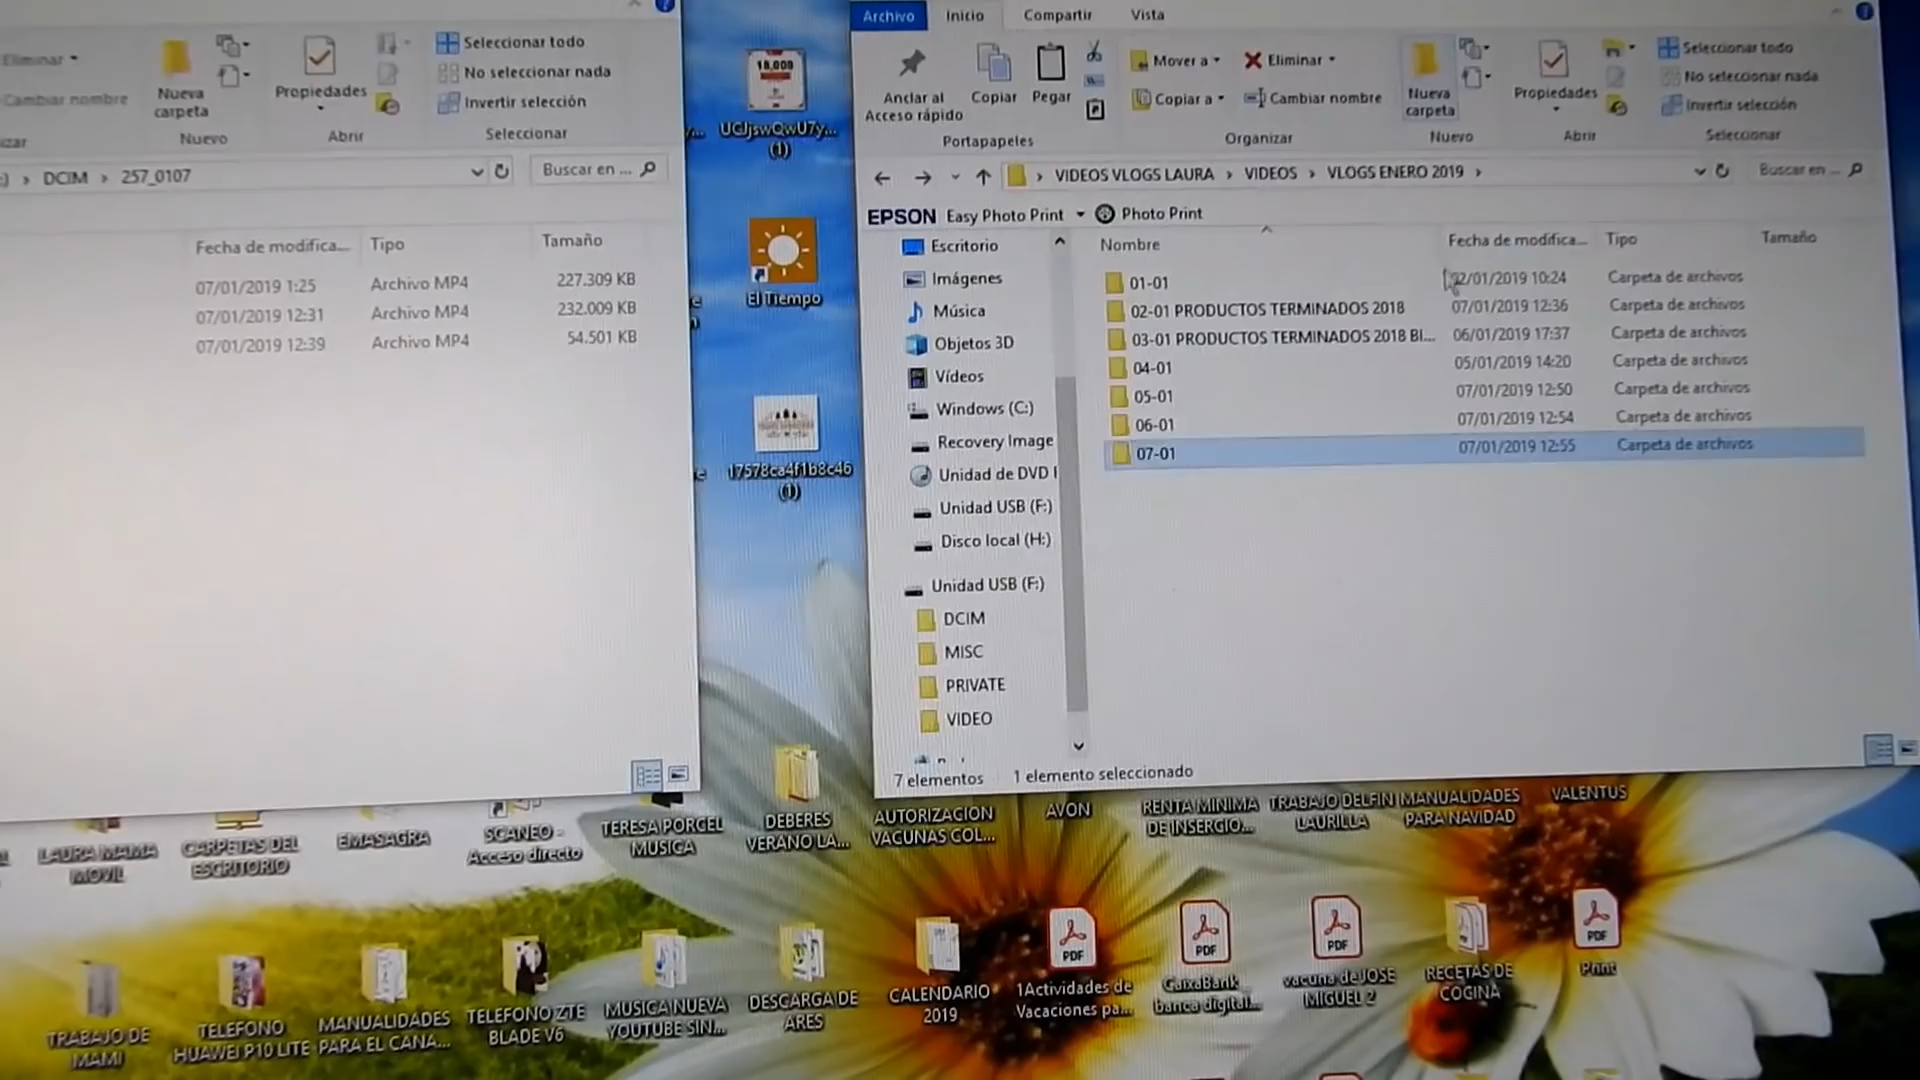 Eliminar
Cambiar nombre
Nueva
carpeta
Nuevo
Propiedades
Abrir
Seleccionar todo
No seleccionar nada
Invertir selección
Seleccionar
DCIM > 257_0107
Buscar en ...
Fecha de modifica... Tipo Tamaño
07/01/2019 1:25 Archivo MP4 227.309 KB
07/01/2019 12:31 Archivo MP4 232.009 KB
07/01/2019 12:39 Archivo MP4 54.501 KB
UCJjswQwU7y...
(1)
El Tiempo
17578ca4f1b8c46
(1)
Archivo Inicio Compartir Vista
Anclar al
Acceso rápido
Copiar
Pegar
Portapapeles
Mover a
Copiar a
Eliminar
Cambiar nombre
Organizar
Nueva
carpeta
Nuevo
Propiedades
Abrir
Seleccionar todo
No seleccionar nada
Invertir selección
Seleccionar
> VIDEOS VLOGS LAURA > VIDEOS > VLOGS ENERO 2019 >
Buscar en ...
EPSON Easy Photo Print Photo Print
Escritorio
Imágenes
Música
Objetos 3D
Vídeos
Windows (C:)
Recovery Image
Unidad de DVD
Unidad USB (F:)
Disco local (H:)
Unidad USB (F:)
DCIM
MISC
PRIVATE
VIDEO
Nombre Fecha de modifica... Tipo Tamaño
01-01 02/01/2019 10:24 Carpeta de archivos
02-01 PRODUCTOS TERMINADOS 2018 07/01/2019 12:36 Carpeta de archivos
03-01 PRODUCTOS TERMINADOS 2018 BI... 06/01/2019 17:37 Carpeta de archivos
04-01 05/01/2019 14:20 Carpeta de archivos
05-01 07/01/2019 12:50 Carpeta de archivos
06-01 07/01/2019 12:54 Carpeta de archivos
07-01 07/01/2019 12:55 Carpeta de archivos
7 elementos 1 elemento seleccionado
LAURA MAMA
MOVIL
CARPETAS DEL
ESCRITORIO
EMASAGRA
SCANEO -
Acceso directo
TERESA PORCEL
MUSICA
DEBERES
VERANO LA...
AUTORIZACION
VACUNAS COL...
AVON
RENTA MINIMA
DE INSERCIO...
TRABAJO DELFIN
LAURILLA
MANUALIDADES
PARA NAVIDAD
VALENTUS
TRABAJO DE
MAMI
TELEFONO
HUAWEI P10 LITE
MANUALIDADES
PARA EL CANA...
TELEFONO ZTE
BLADE V6
MUSICA NUEVA
YOUTUBE SIN...
DESCARGA DE
ARES
CALENDARIO
2019
PDF
1Actividades de
Vacaciones pa...
PDF
CaixaBank
banca digital...
PDF
vacuna de JOSE
MIGUEL 2
RECETAS DE
COCINA
PDF
Print